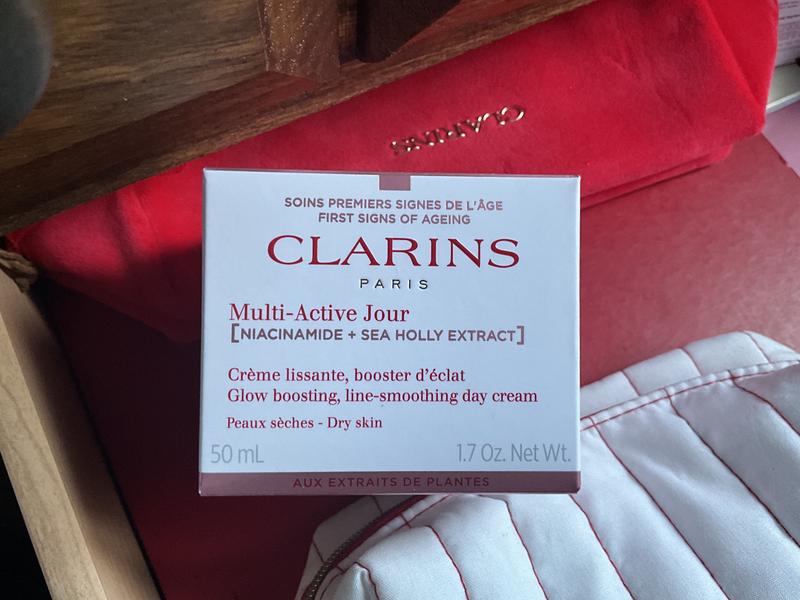 CLARINS
SOINS PREMIERS SIGNES DE L'ÂGE
FIRST SIGNS OF AGEING
CLARINS
PARIS
Multi-Active Jour
[NIACINAMIDE + SEA HOLLY EXTRACT]
Crème lissante, booster d'éclat
Glow boosting, line-smoothing day cream
Peaux sèches - Dry skin
50 mL 1.7 Oz. Net Wt.
AUX EXTRAITS DE PLANTES